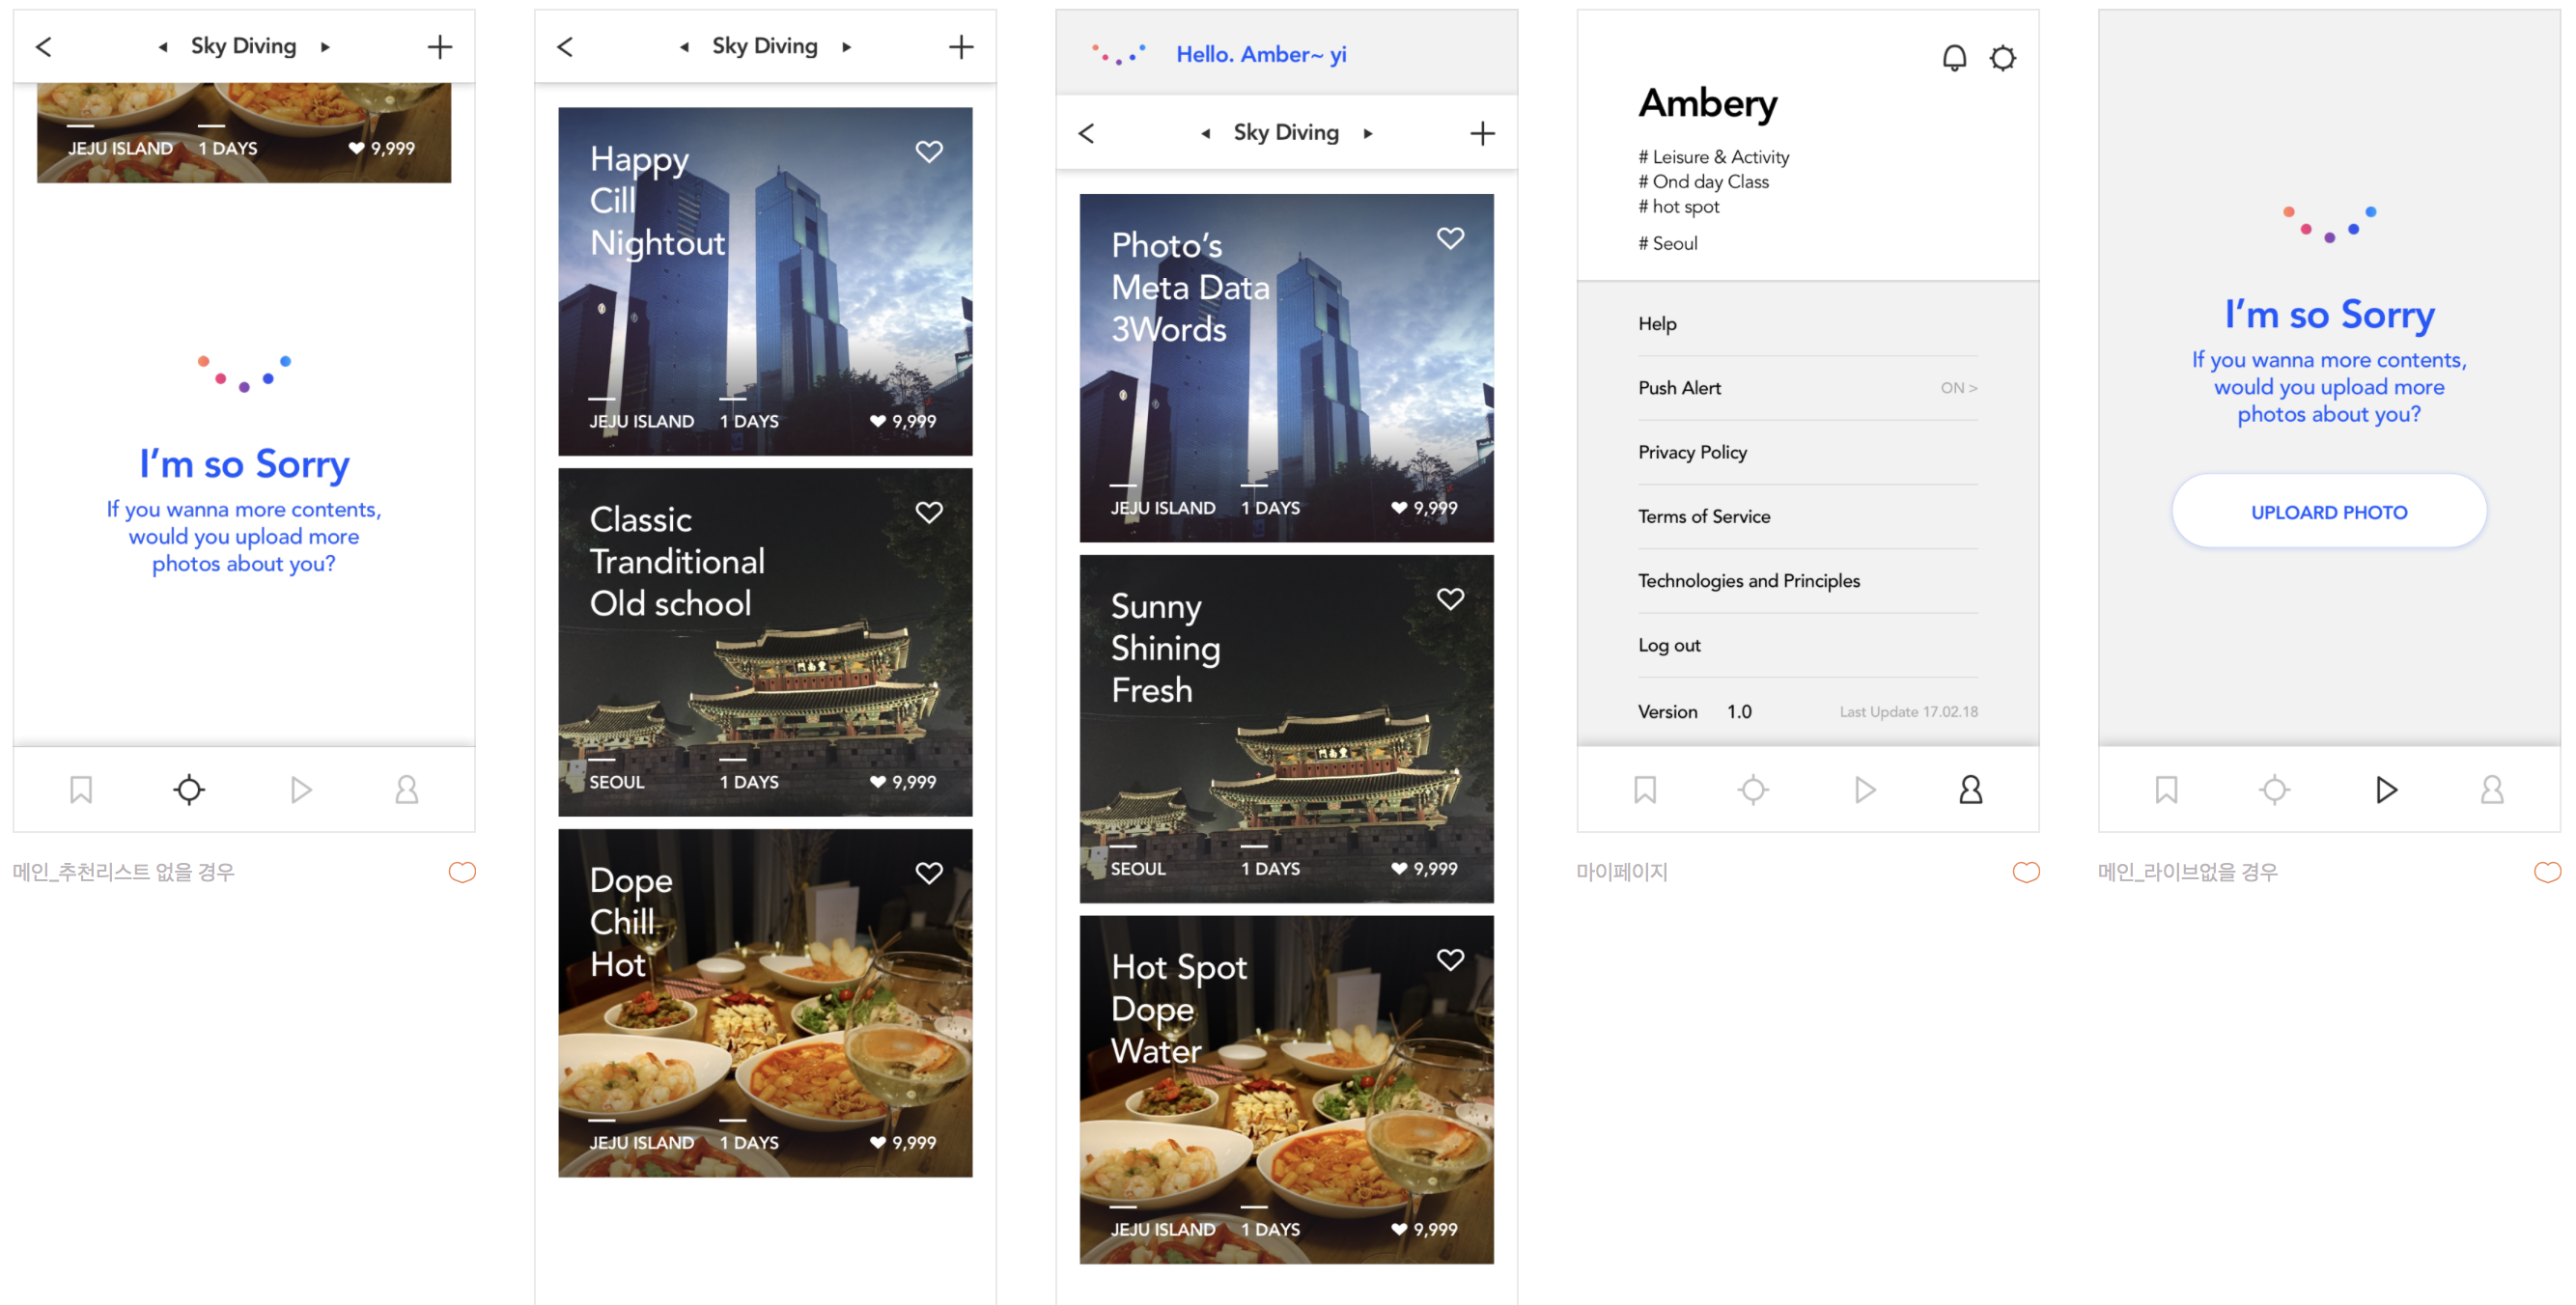 Sky Diving
JEJU ISLAND 1 DAYS 9,999
I'm so Sorry
If you wanna more contents,
would you upload more
photos about you?
메인_추천리스트 없을 경우
Sky Diving
Happy
Cill
Nightout
JEJU ISLAND 1 DAYS 9,999
Classic
Tranditional
Old school
SEOUL 1 DAYS 9,999
Dope
Chill
Hot
JEJU ISLAND 1 DAYS 9,999
Hello. Amber~ yi
Sky Diving
Photo's
Meta Data
3Words
JEJU ISLAND 1 DAYS 9,999
Sunny
Shining
Fresh
SEOUL 1 DAYS 9,999
Hot Spot
Dope
Water
JEJU ISLAND 1 DAYS 9,999
Ambery
# Leisure & Activity
# Ond day Class
# hot spot
# Seoul
Help
Push Alert ON >
Privacy Policy
Terms of Service
Technologies and Principles
Log out
Version 1.0 Last Update 17.02.18
마이페이지
I'm so Sorry
If you wanna more contents,
would you upload more
photos about you?
UPLOARD PHOTO
메인_라이브없을 경우